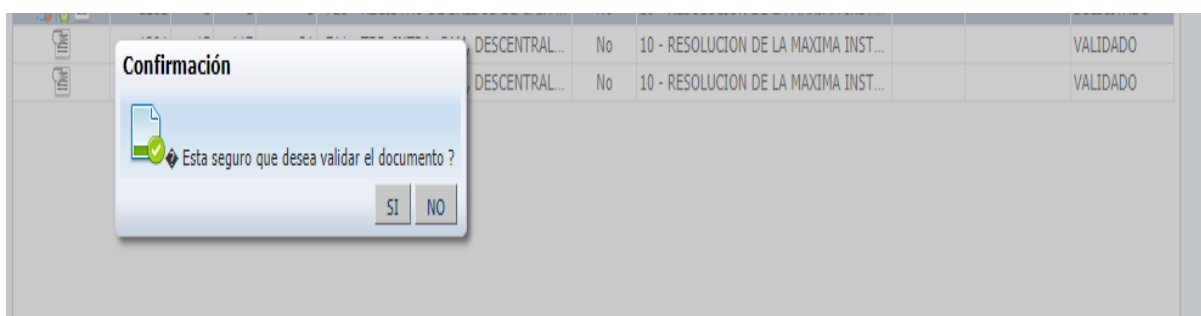 DESCENTRAL... No 10 - RESOLUCION DE LA MAXIMA INST... VALIDADO
DESCENTRAL... No 10 - RESOLUCION DE LA MAXIMA INST... VALIDADO
Confirmación
� Esta seguro que desea validar el documento ?
SI NO